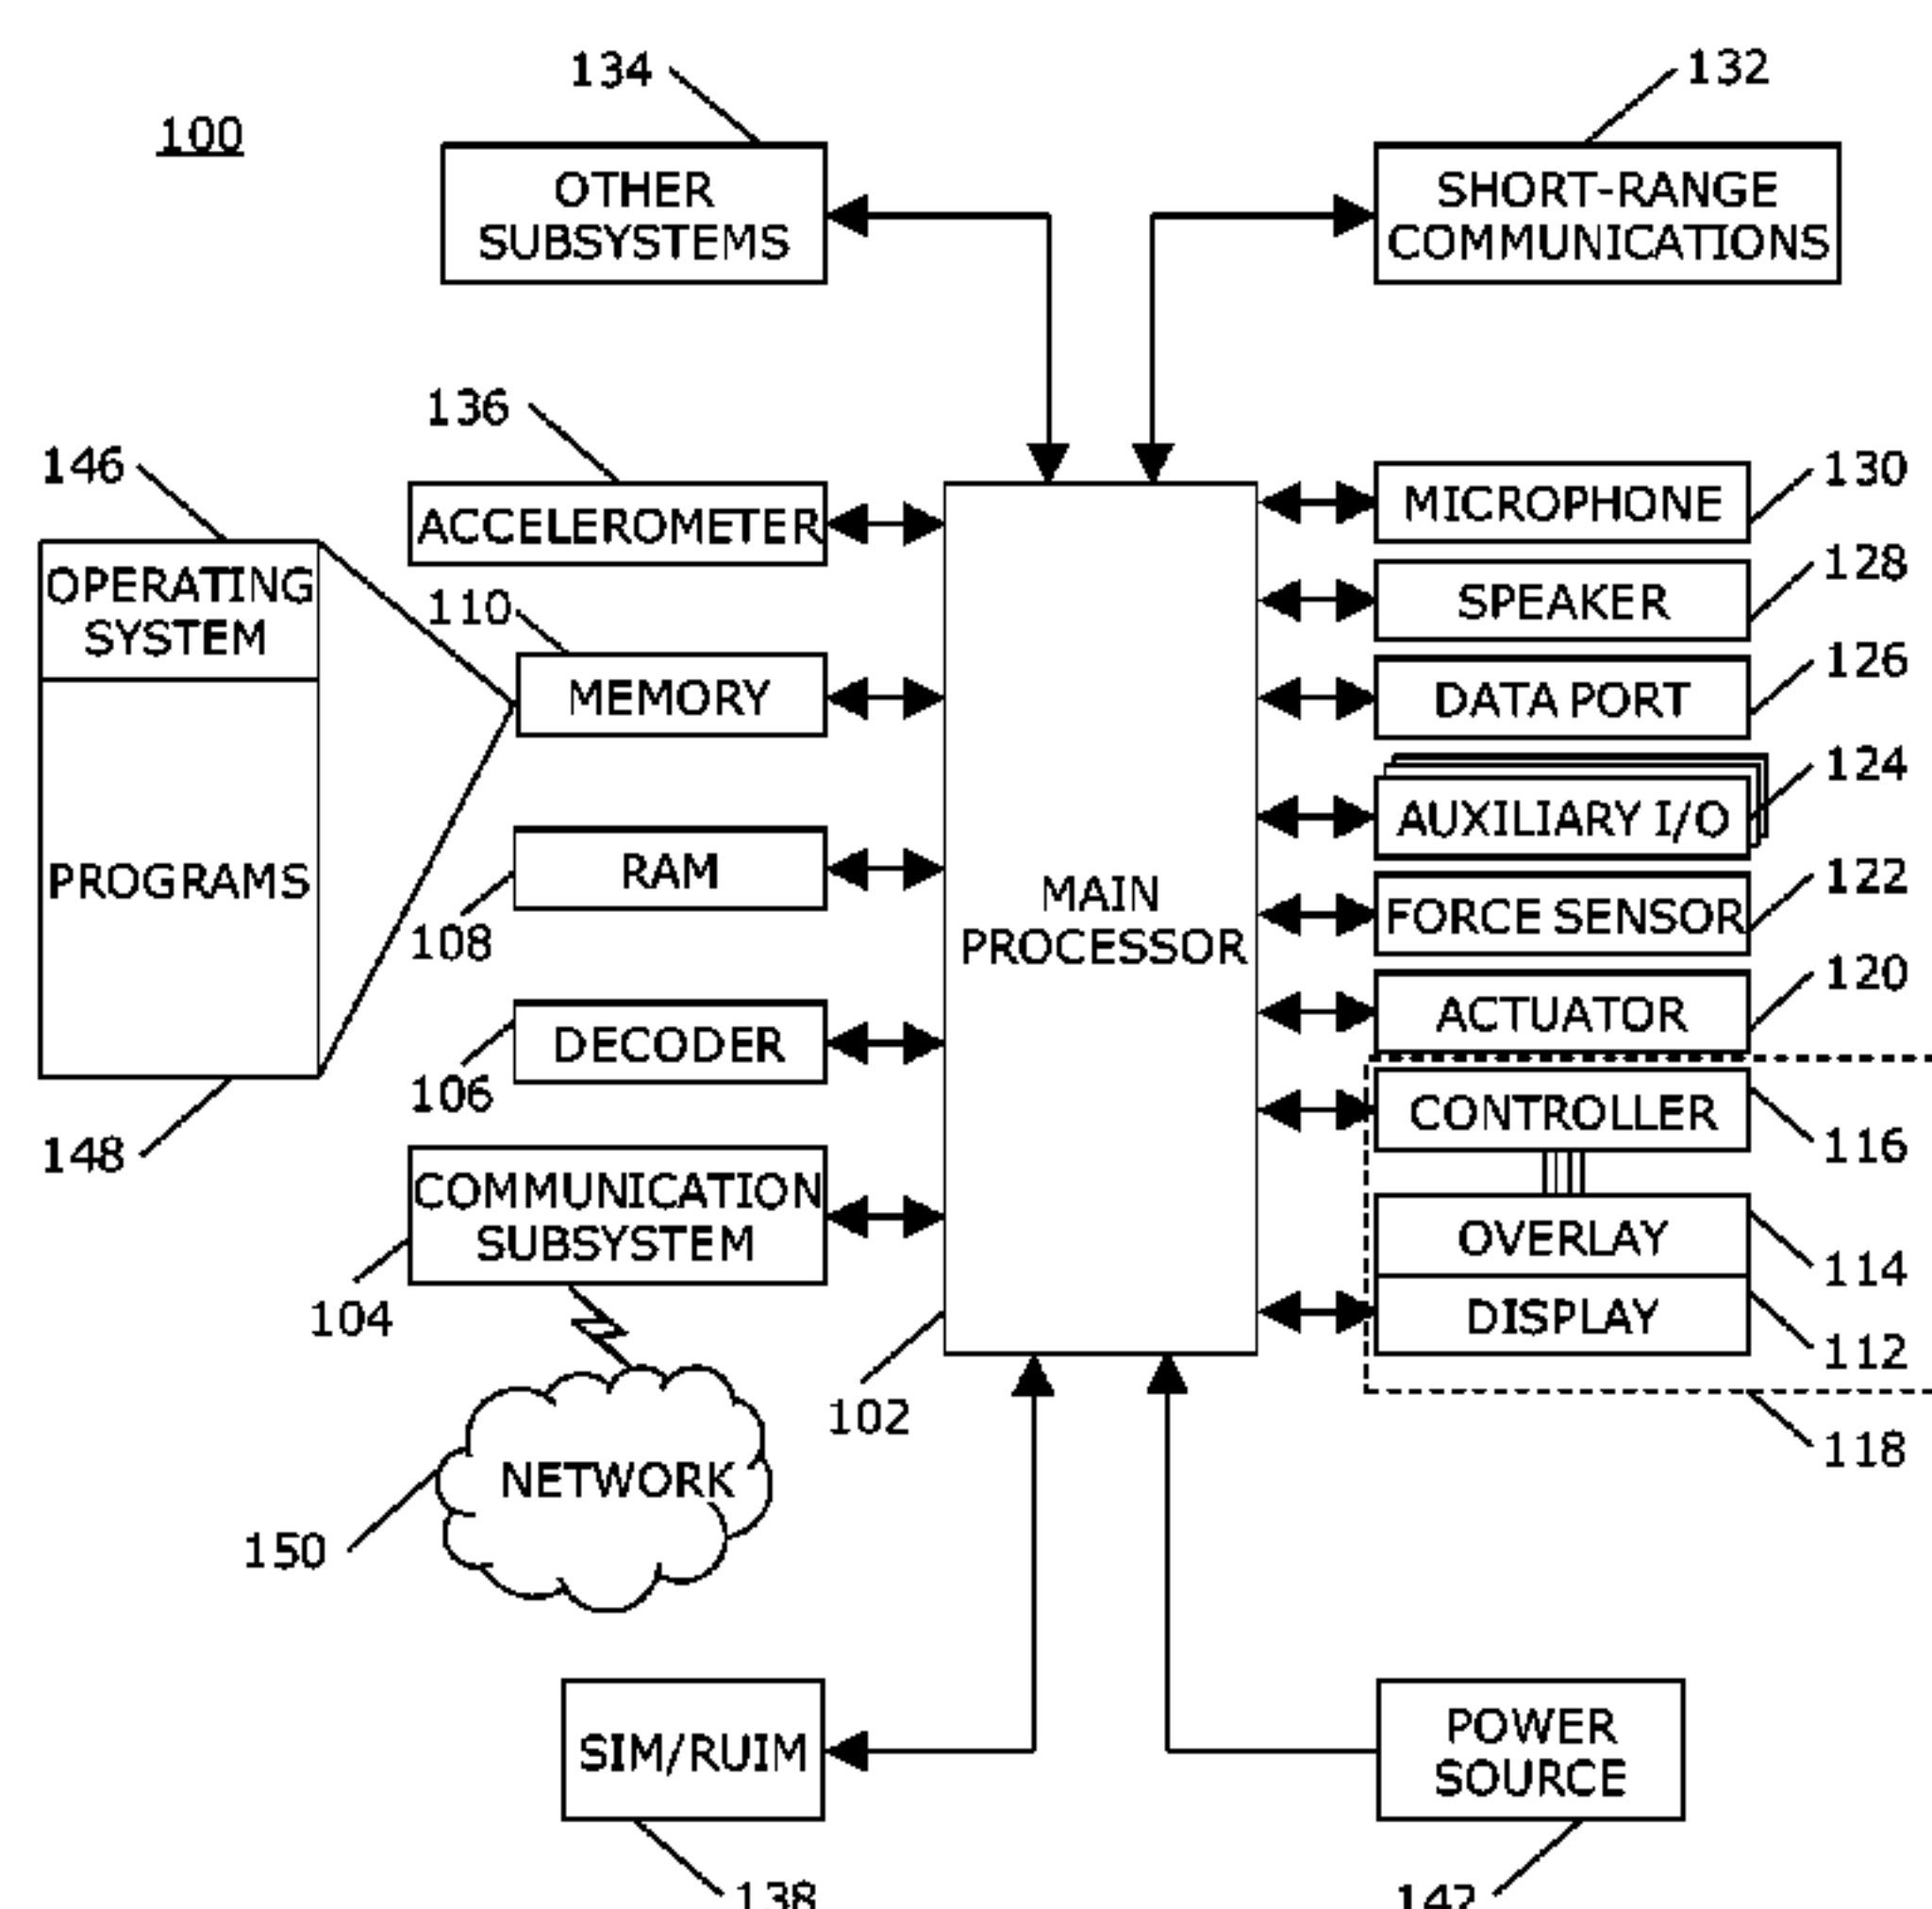 134
132
100
OTHER
SUBSYSTEMS
SHORT-RANGE
COMMUNICATIONS
136
146
ACCELEROMETER
MICROPHONE
130
OPERATING
SYSTEM
110
SPEAKER
128
MEMORY
DATA PORT
126
AUXILIARY I/O
124
PROGRAMS
RAM
108
MAIN
PROCESSOR
FORCE SENSOR
122
ACTUATOR
120
DECODER
106
CONTROLLER
116
148
COMMUNICATION
SUBSYSTEM
104
OVERLAY
114
DISPLAY
112
102
118
NETWORK
150
SIM/RUIM
POWER
SOURCE
138